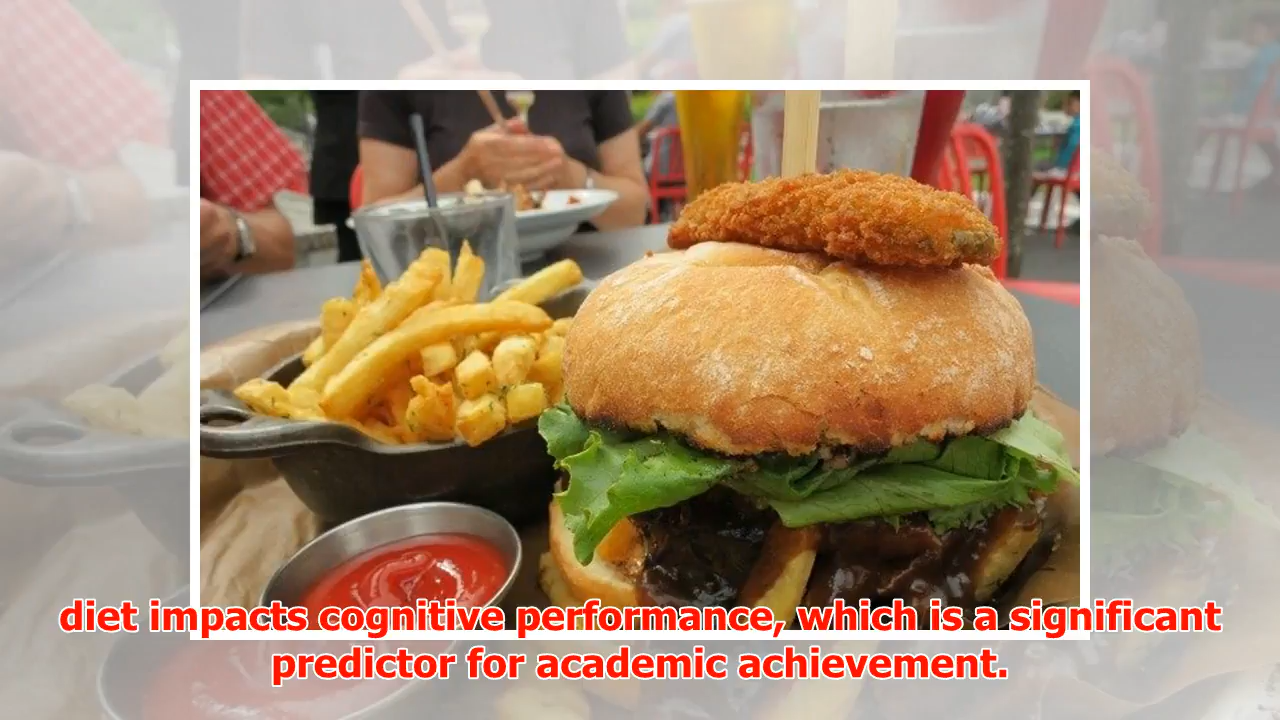 diet impacts cognitive performance, which is a significant
predictor for academic achievement.